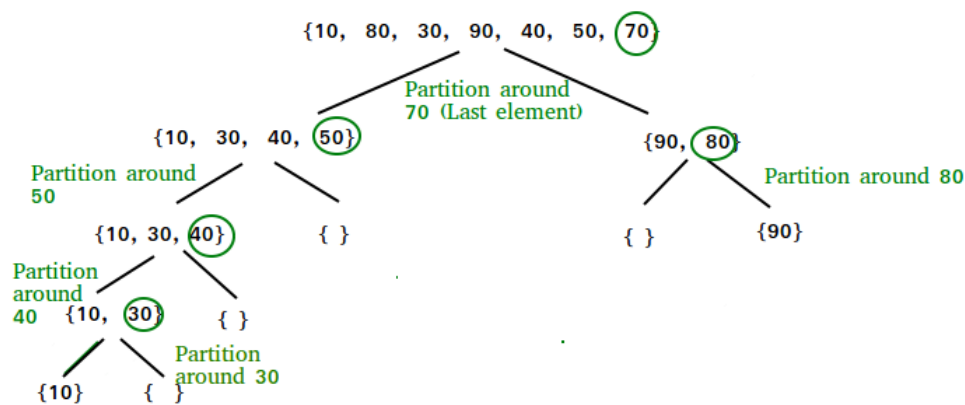 {10, 80, 30, 90, 40, 50, 70}
Partition around
70 (Last element)
{10, 30, 40, 50}
{90, 80}
Partition around
50
Partition around 80
{10, 30, 40}
{ }
{ }
{90}
Partition
around
40
{10, 30}
{ }
Partition
around 30
{10}
{ }